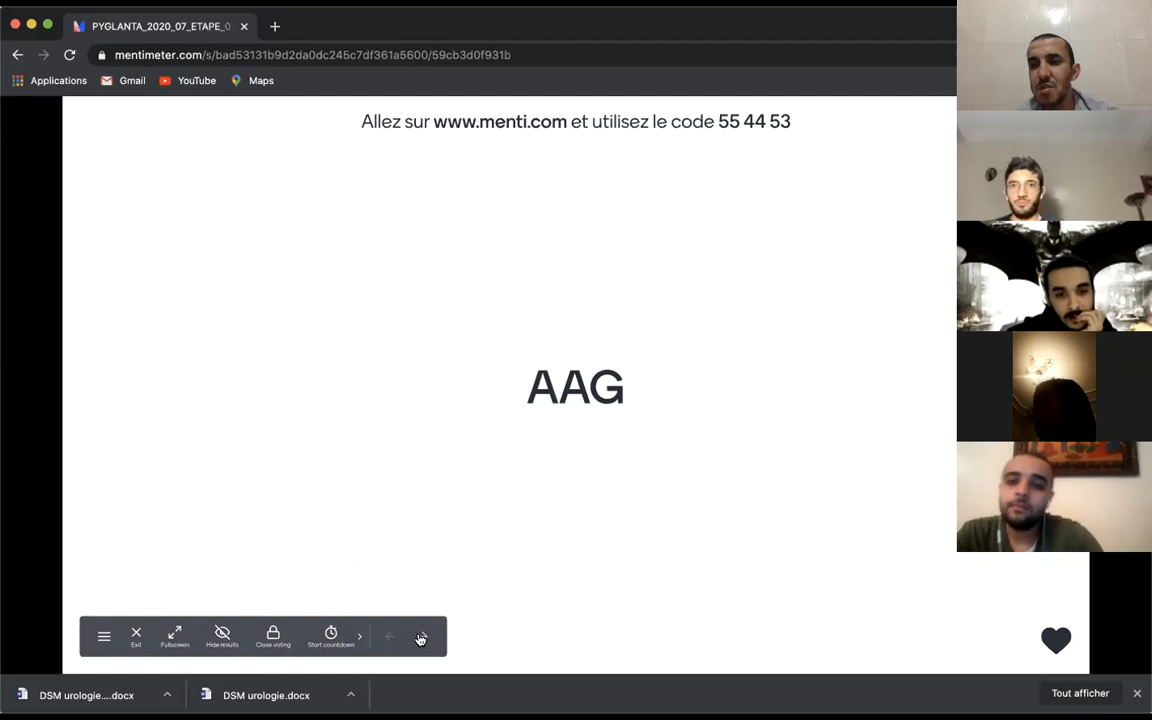 PYGLANTA_2020_07_ETAPE_0
mentimeter.com/s/bad53131b9d2da0dc245c7df361a5600/59cb3d0f931b
Applications Gmail YouTube Maps
Allez sur www.menti.com et utilisez le code 55 44 53
AAG
Exit Fullscreen Hide results Close voting Start countdown
DSM urologie....docx DSM urologie.docx Tout afficher